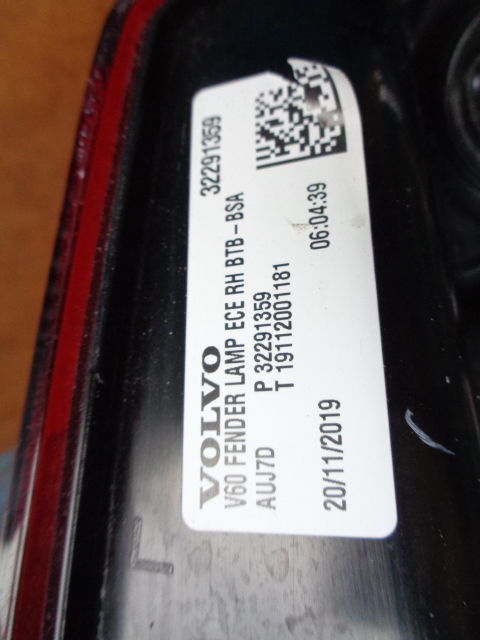 VOLVO 32291359
V60 FENDER LAMP ECE RH BTB-BSA
AUJ7D P 32291359
T 19112001181
20/11/2019 06:04:39